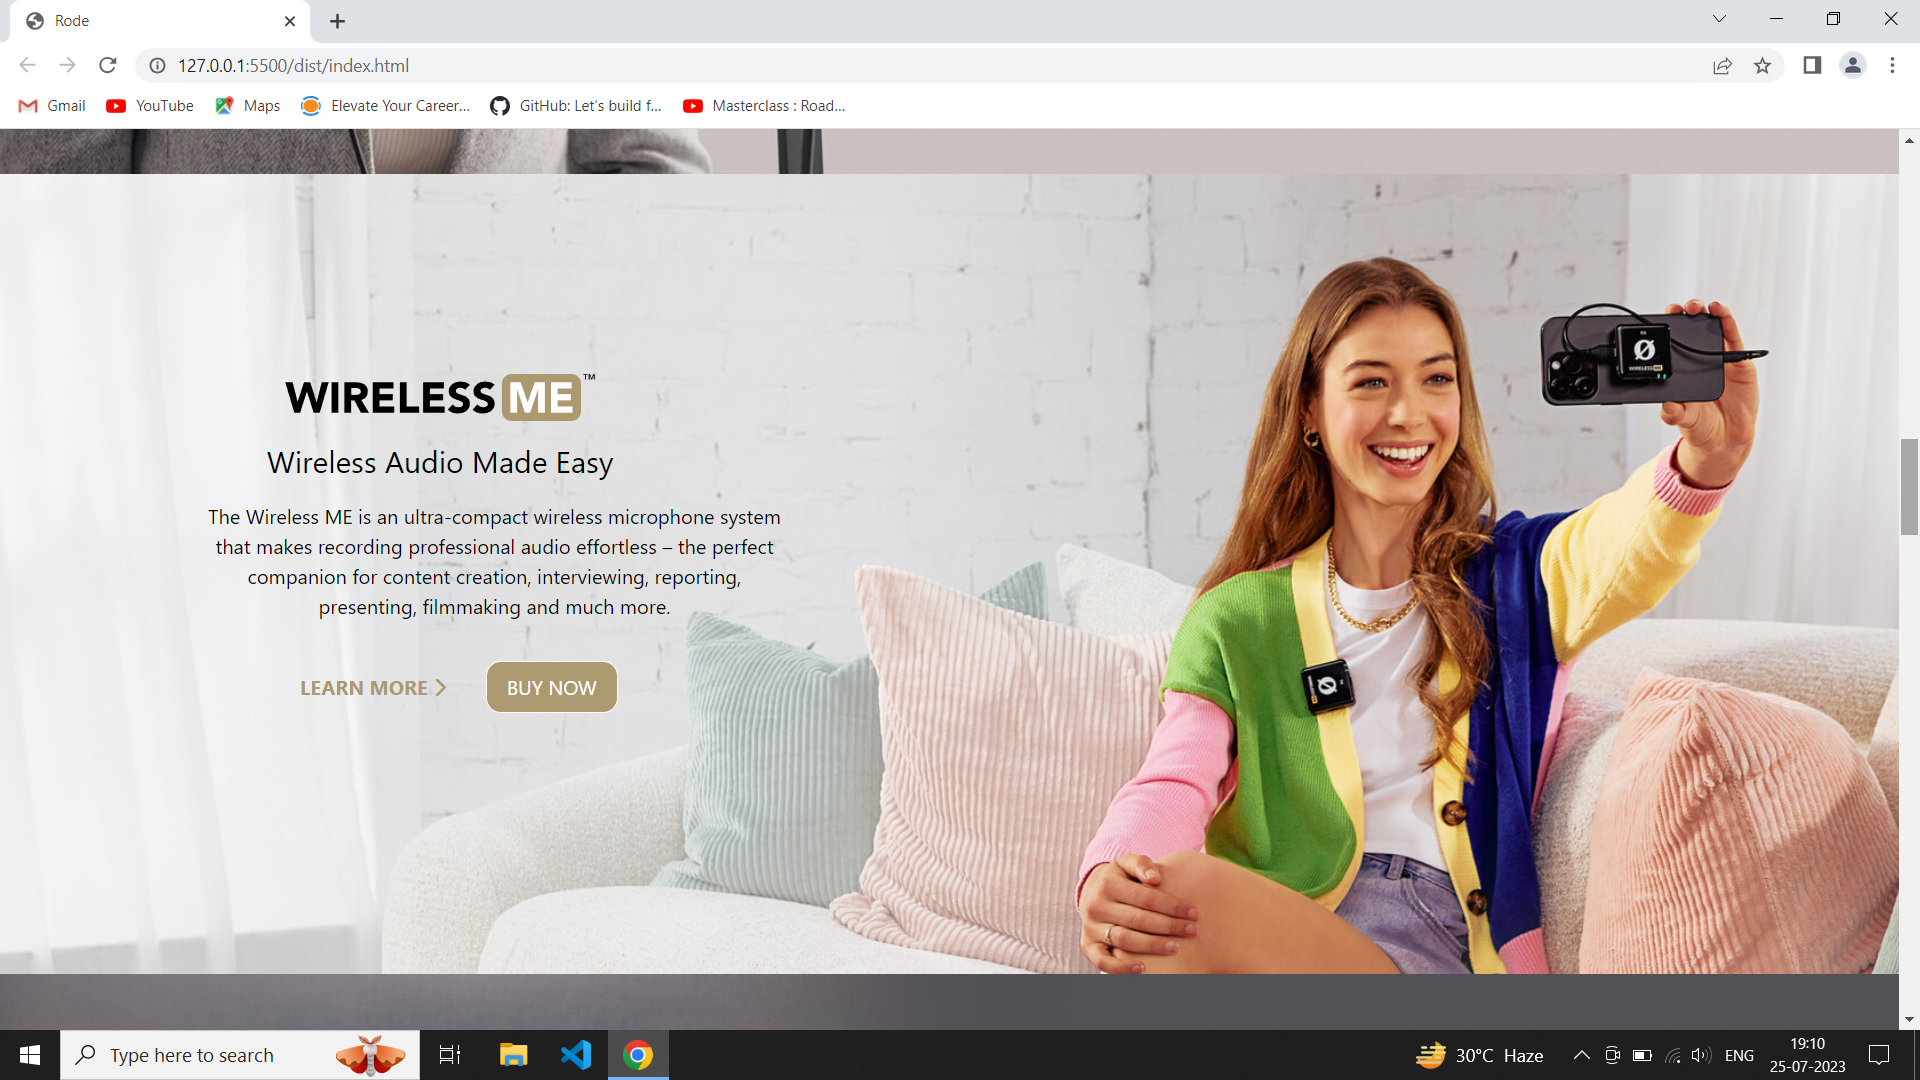 Rode
127.0.0.1:5500/dist/index.html
Gmail
YouTube
Maps
Elevate Your Career...
GitHub: Let's build f...
Masterclass : Road...
WIRELESS ME™
Wireless Audio Made Easy
The Wireless ME is an ultra-compact wireless microphone system
that makes recording professional audio effortless – the perfect
companion for content creation, interviewing, reporting,
presenting, filmmaking and much more.
LEARN MORE
BUY NOW
WIRELESS ME
Type here to search
30°C Haze
ENG
19:10
25-07-2023